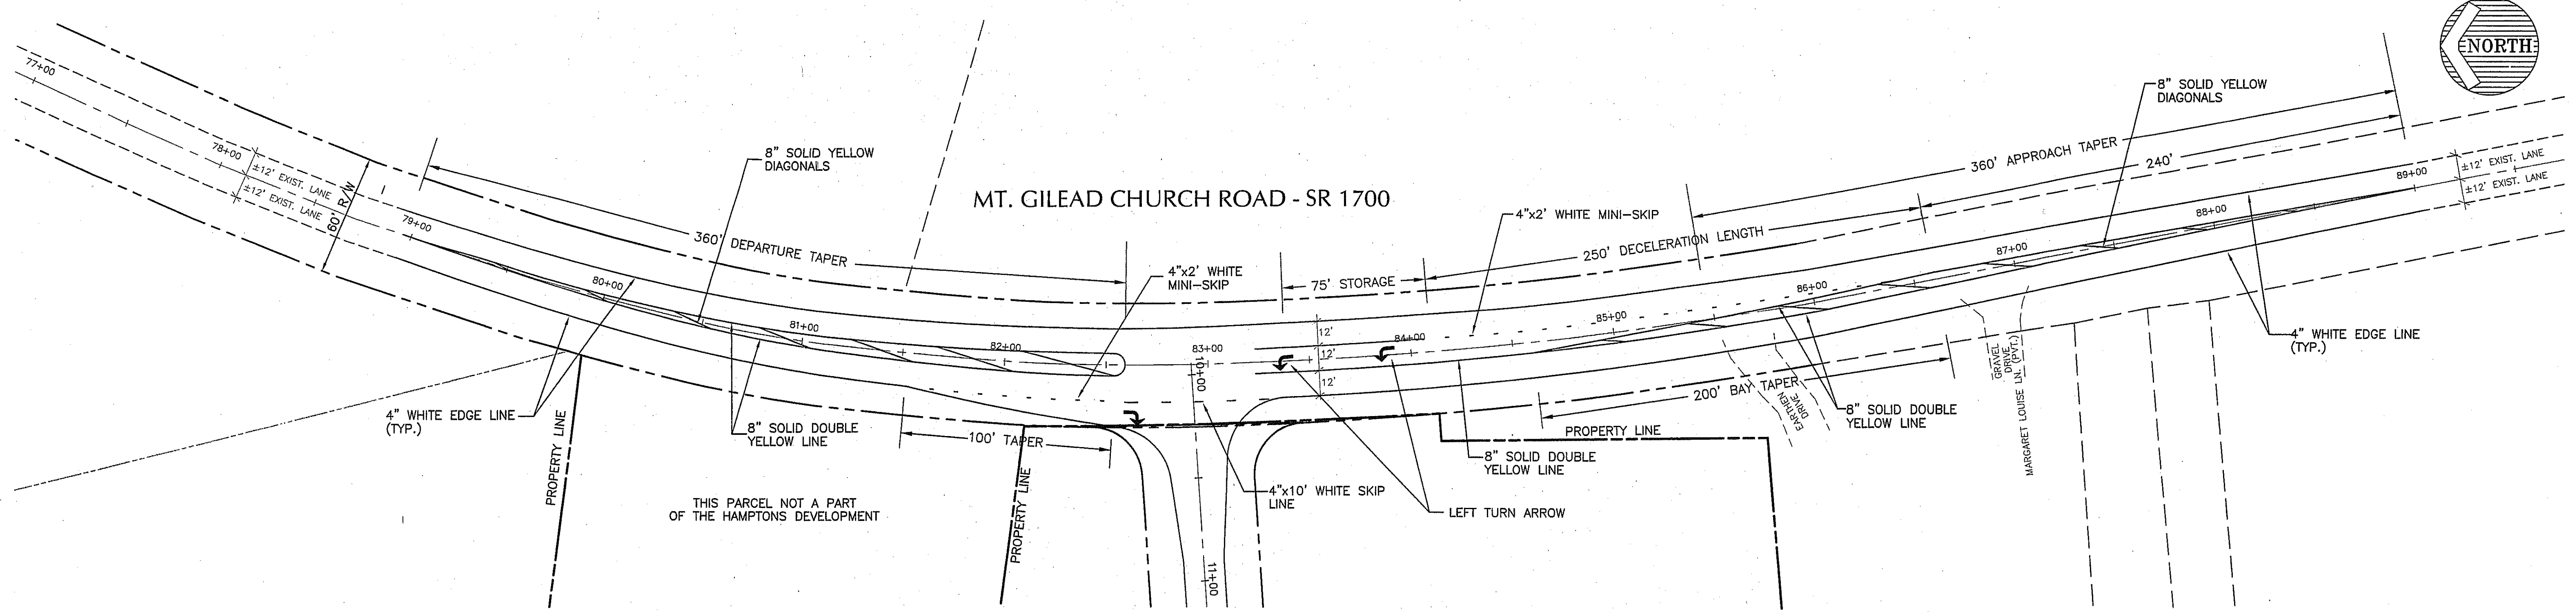 NORTH
77+00
78+00
±12' EXIST. LANE
±12' EXIST. LANE
60' R/W
79+00
360' DEPARTURE TAPER
8" SOLID YELLOW
DIAGONALS
MT. GILEAD CHURCH ROAD - SR 1700
4"x2' WHITE
MINI-SKIP
75' STORAGE
250' DECELERATION LENGTH
4"x2' WHITE MINI-SKIP
360' APPROACH TAPER
240'
8" SOLID YELLOW
DIAGONALS
±12' EXIST. LANE
±12' EXIST. LANE
80+00
81+00
82+00
83+00
84+00
85+00
86+00
87+00
88+00
89+00
12'
12'
12'
10+00
11+00
4" WHITE EDGE LINE
(TYP.)
PROPERTY LINE
8" SOLID DOUBLE
YELLOW LINE
100' TAPER
PROPERTY LINE
THIS PARCEL NOT A PART
OF THE HAMPTONS DEVELOPMENT
4"x10' WHITE SKIP
LINE
LEFT TURN ARROW
8" SOLID DOUBLE
YELLOW LINE
PROPERTY LINE
200' BAY TAPER
EARTHEN
DRIVE
8" SOLID DOUBLE
YELLOW LINE
GRAVEL
DRIVE
MARGARET LOUISE LN. (PVT.)
4" WHITE EDGE LINE
(TYP.)